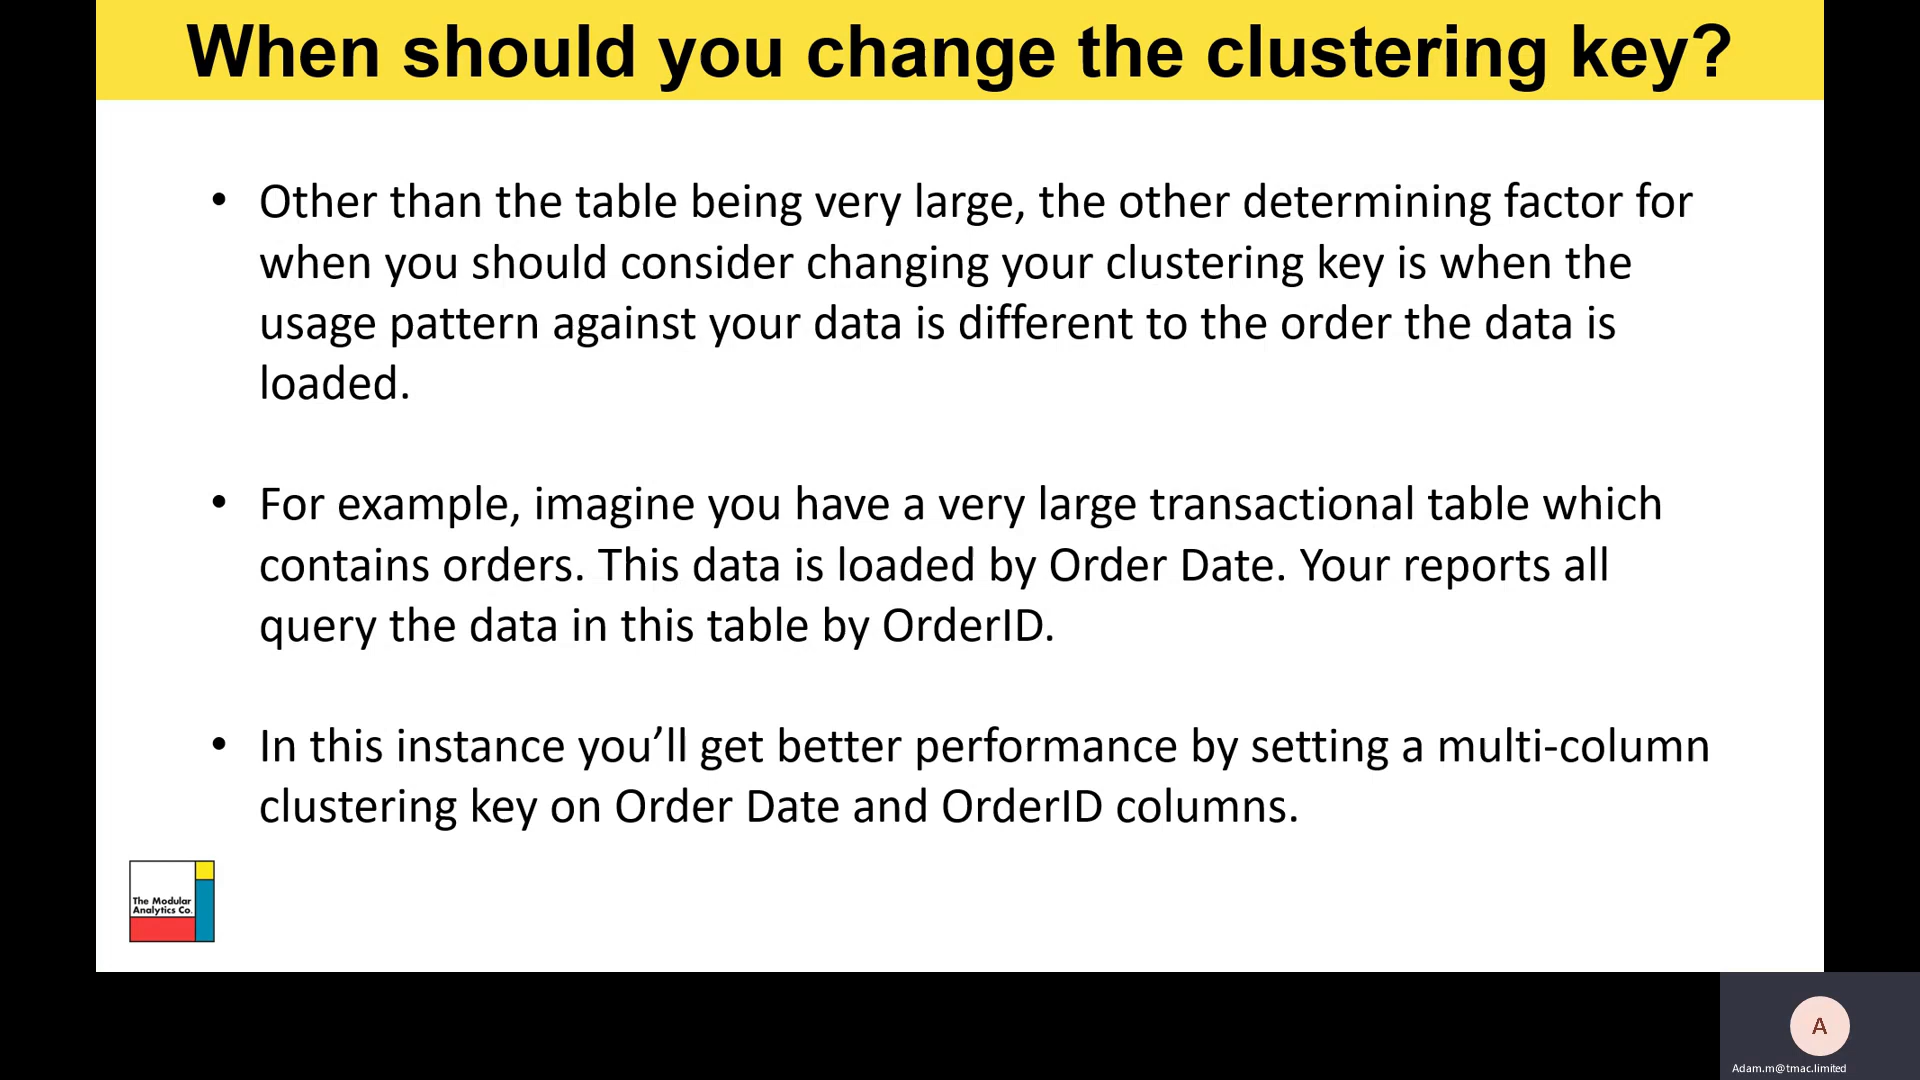 When should you change the clustering key?
• Other than the table being very large, the other determining factor for
when you should consider changing your clustering key is when the
usage pattern against your data is different to the order the data is
loaded.
• For example, imagine you have a very large transactional table which
contains orders. This data is loaded by Order Date. Your reports all
query the data in this table by OrderID.
• In this instance you’ll get better performance by setting a multi-column
clustering key on Order Date and OrderID columns.
The Modular
Analytics Co.
A
Adam.m@tmac.limited